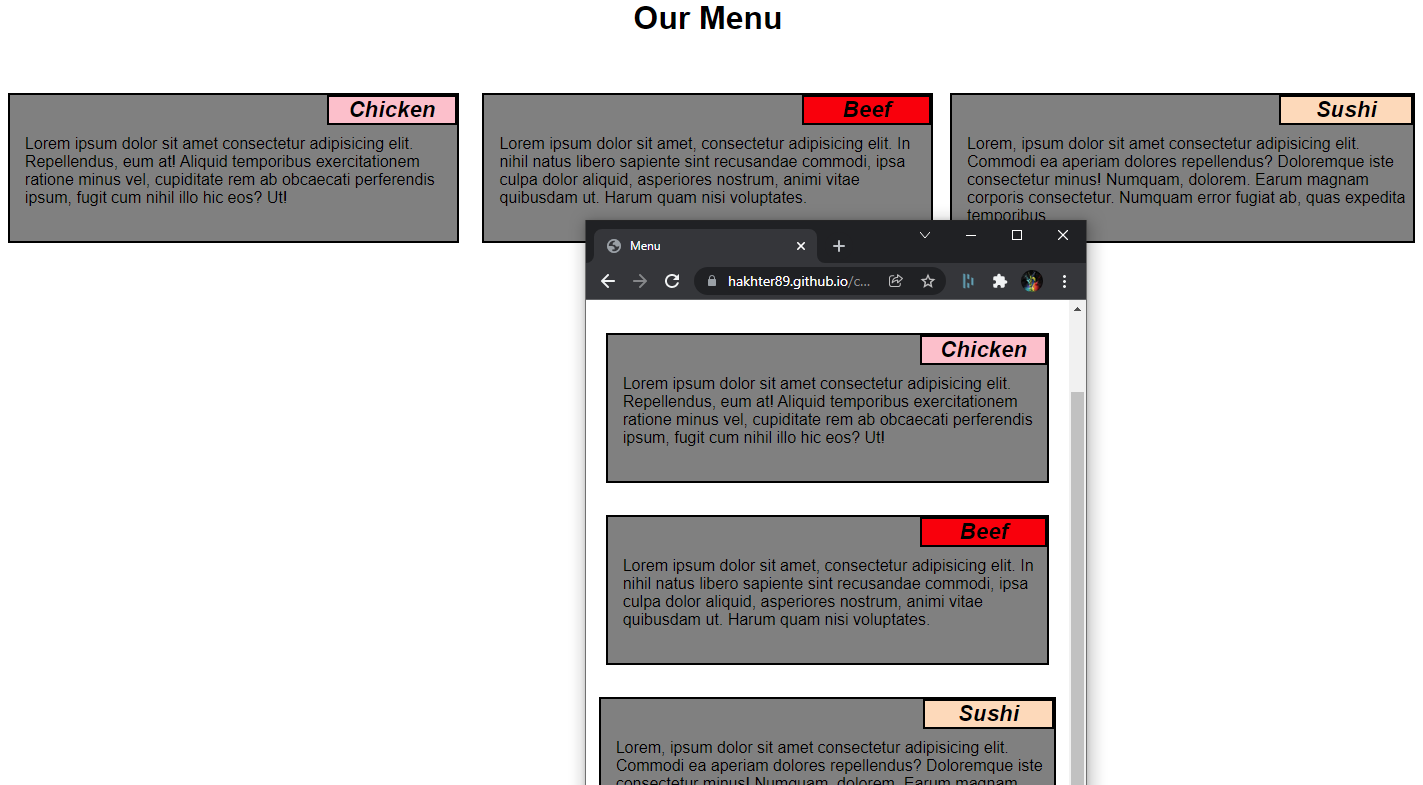 Our Menu
Chicken
Lorem ipsum dolor sit amet consectetur adipisicing elit.
Repellendus, eum at! Aliquid temporibus exercitationem
ratione minus vel, cupiditate rem ab obcaecati perferendis
ipsum, fugit cum nihil illo hic eos? Ut!
Beef
Lorem ipsum dolor sit amet, consectetur adipisicing elit. In
nihil natus libero sapiente sint recusandae commodi, ipsa
culpa dolor aliquid, asperiores nostrum, animi vitae
quibusdam ut. Harum quam nisi voluptates.
Sushi
Lorem, ipsum dolor sit amet consectetur adipisicing elit.
Commodi ea aperiam dolores repellendus? Doloremque iste
consectetur minus! Numquam, dolorem. Earum magnam
corporis consectetur. Numquam error fugiat ab, quas expedita
temporibus
Menu
hakhter89.github.io/c...
Chicken
Lorem ipsum dolor sit amet consectetur adipisicing elit.
Repellendus, eum at! Aliquid temporibus exercitationem
ratione minus vel, cupiditate rem ab obcaecati perferendis
ipsum, fugit cum nihil illo hic eos? Ut!
Beef
Lorem ipsum dolor sit amet, consectetur adipisicing elit. In
nihil natus libero sapiente sint recusandae commodi, ipsa
culpa dolor aliquid, asperiores nostrum, animi vitae
quibusdam ut. Harum quam nisi voluptates.
Sushi
Lorem, ipsum dolor sit amet consectetur adipisicing elit.
Commodi ea aperiam dolores repellendus? Doloremque iste
consectetur minus! Numquam, dolorem. Earum magnam